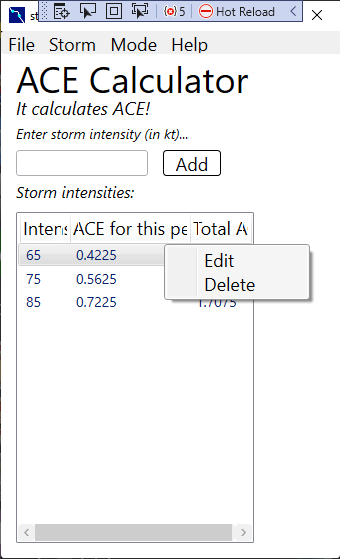 st 5 Hot Reload
File Storm Mode Help
ACE Calculator
It calculates ACE!
Enter storm intensity (in kt)...
Add
Storm intensities:
Intens ACE for this pe Total A
65 0.4225
Edit
75 0.5625
Delete
85 0.7225 1.7075